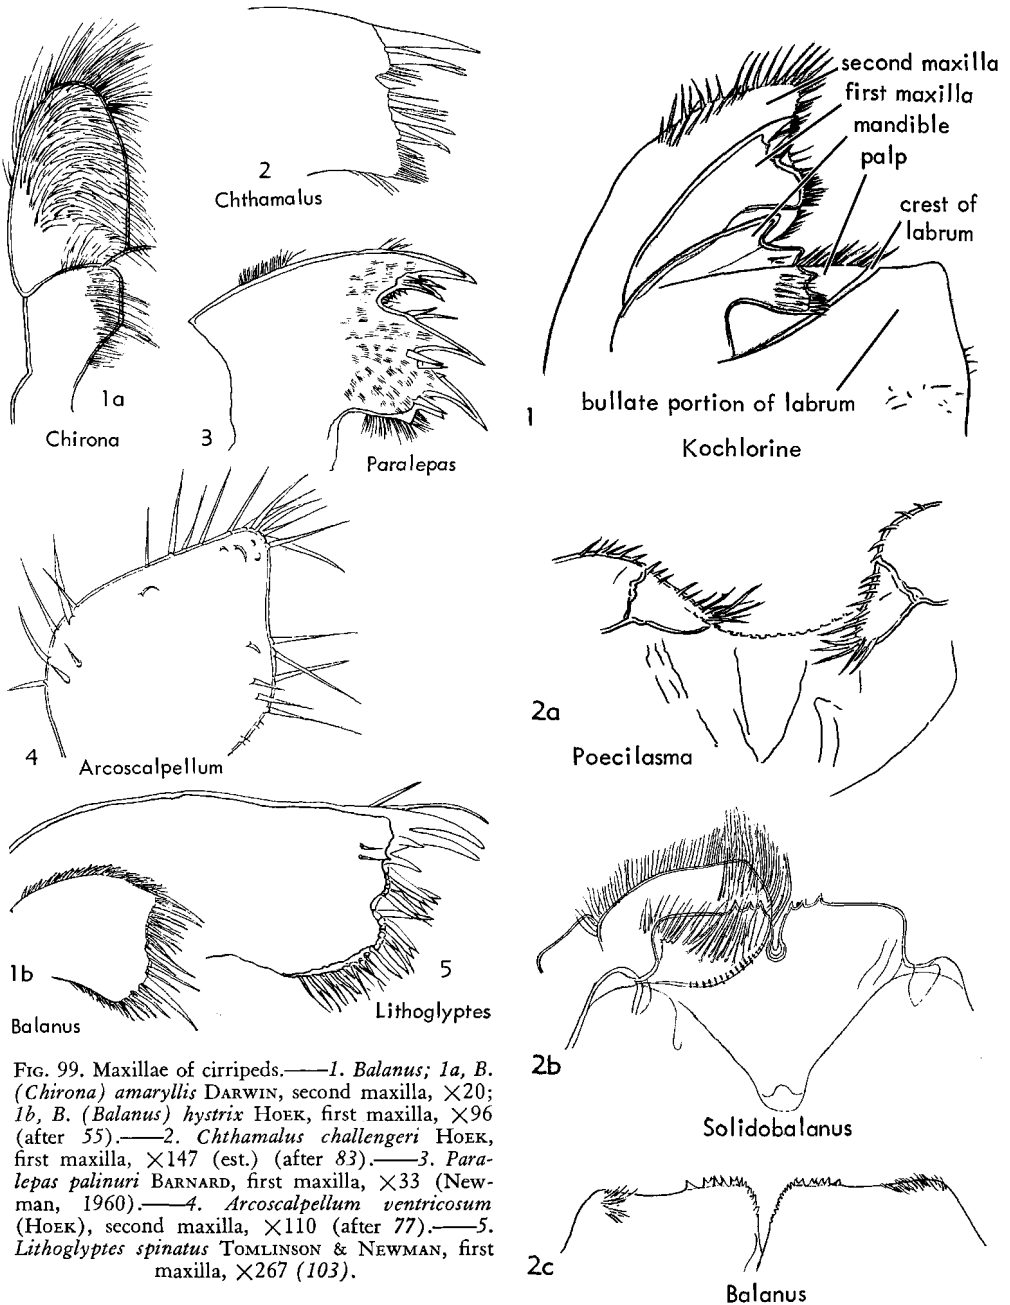 2
Chthamalus
1a
Chirona
3
Paralepas
4
Arcoscalpellum
1b
Balanus
5
Lithoglyptes
FIG. 99. Maxillae of cirripeds.——1. Balanus; 1a, B.
(Chirona) amaryllis DARWIN, second maxilla, ×20;
1b, B. (Balanus) hystrix HOEK, first maxilla, ×96
(after 55).——2. Chthamalus challengeri HOEK,
first maxilla, ×147 (est.) (after 83).——3. Para-
lepas palinuri BARNARD, first maxilla, ×33 (New-
man, 1960).——4. Arcoscalpellum ventricosum
(HOEK), second maxilla, ×110 (after 77).——5.
Lithoglyptes spinatus TOMLINSON & NEWMAN, first
maxilla, ×267 (103).
second maxilla
first maxilla
mandible
palp
crest of
labrum
bullate portion of labrum
1
Kochlorine
2a
Poecilasma
2b
Solidobalanus
2c
Balanus